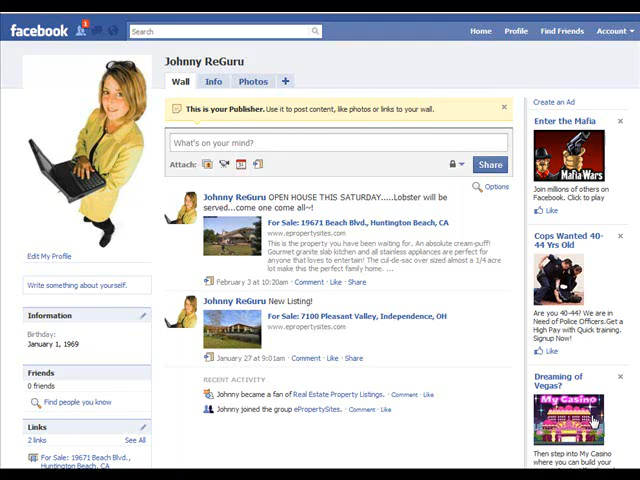 facebook
1
Search
Home Profile Find Friends Account
Johnny ReGuru
Wall Info Photos +
This is your Publisher. Use it to post content, like photos or links to your wall.
What's on your mind?
Attach:
31
Share
Options
Johnny ReGuru OPEN HOUSE THIS SATURDAY.....Lobster will be
served...come one come all~!
For Sale: 19671 Beach Blvd., Huntington Beach, CA
www.epropertysites.com
This is the property you have been waiting for. An absolute cream-puff!
Gourmet granite slab kitchen and all stainless appliances are perfect for
anyone that loves to entertain! The cul-de-sac over sized almost a 1/4 acre
lot make this the perfect family home. ...
February 3 at 10:20am · Comment · Like · Share
Johnny ReGuru New Listing!
For Sale: 7100 Pleasant Valley, Independence, OH
www.epropertysites.com
January 27 at 9:01am · Comment · Like · Share
RECENT ACTIVITY
Johnny became a fan of Real Estate Property Listings. · Comment · Like
Johnny joined the group ePropertySites. · Comment · Like
Edit My Profile
Write something about yourself.
Information
Birthday:
January 1, 1969
Friends
0 friends
Find people you know
Links
2 links See All
For Sale: 19671 Beach Blvd.,
Huntington Beach, CA
Create an Ad
Enter the Mafia
Mafia Wars
Join millions of others on
Facebook. Click to play
Like
Cops Wanted 40-
44 Yrs Old
Are you 40-44? We are in
Need of Police Officers.Get a
High Pay with Quick training.
Signup Now!
Like
Dreaming of
Vegas?
My Casino
Then step into My Casino
where you can build your